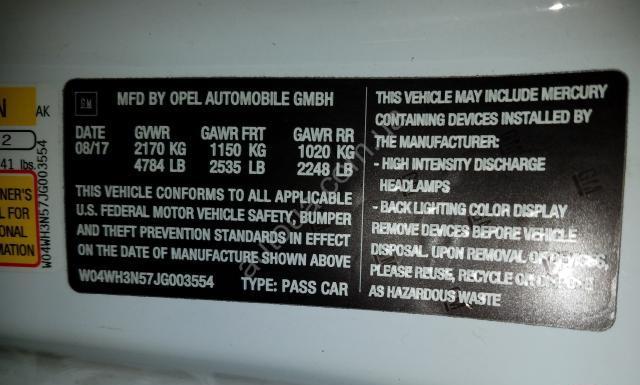 GM
MFD BY OPEL AUTOMOBILE GMBH
DATE GVWR GAWR FRT GAWR RR
08/17 2170 KG 1150 KG 1020 KG
4784 LB 2535 LB 2248 LB
THIS VEHICLE CONFORMS TO ALL APPLICABLE
U.S. FEDERAL MOTOR VEHICLE SAFETY, BUMPER
AND THEFT PREVENTION STANDARDS IN EFFECT
ON THE DATE OF MANUFACTURE SHOWN ABOVE
W04WH3N57JG003554 TYPE: PASS CAR
THIS VEHICLE MAY INCLUDE MERCURY
CONTAINING DEVICES INSTALLED BY
THE MANUFACTURER:
- HIGH INTENSITY DISCHARGE
HEADLAMPS
- BACK LIGHTING COLOR DISPLAY
REMOVE DEVICES BEFORE VEHICLE
DISPOSAL. UPON REMOVAL OF DEVICES,
PLEASE REUSE, RECYCLE OR DISPOSE
AS HAZARDOUS WASTE
N
AK
2
41 lbs.
NER'S
L FOR
ONAL
MATION
W04WH3N57JG003554